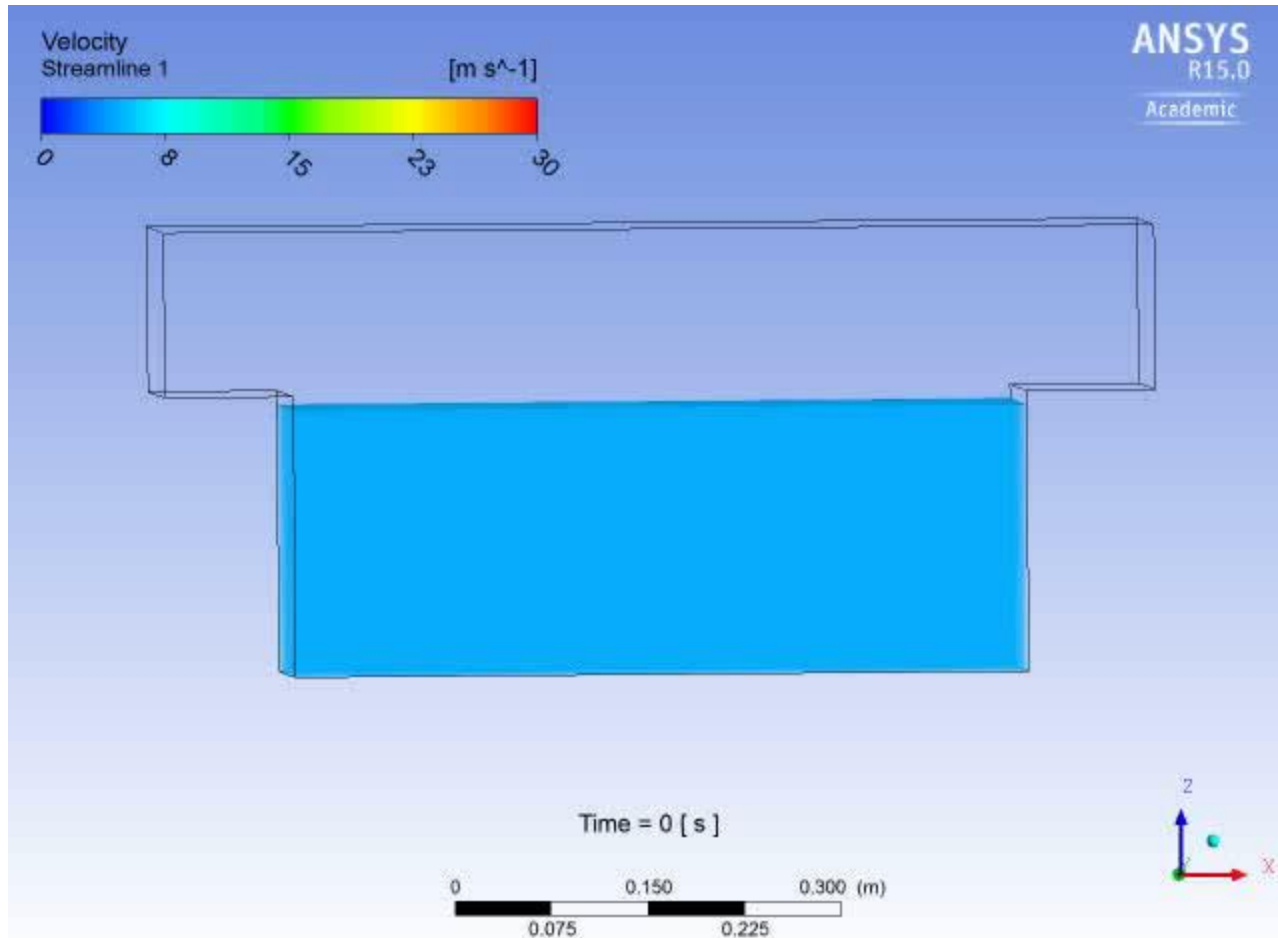 Velocity
Streamline 1 [m s^-1]
0 8 15 23 30
ANSYS
R15.0
Academic
Time = 0 [ s ]
0 0.150 0.300 (m)
0.075 0.225
Z
Y
X